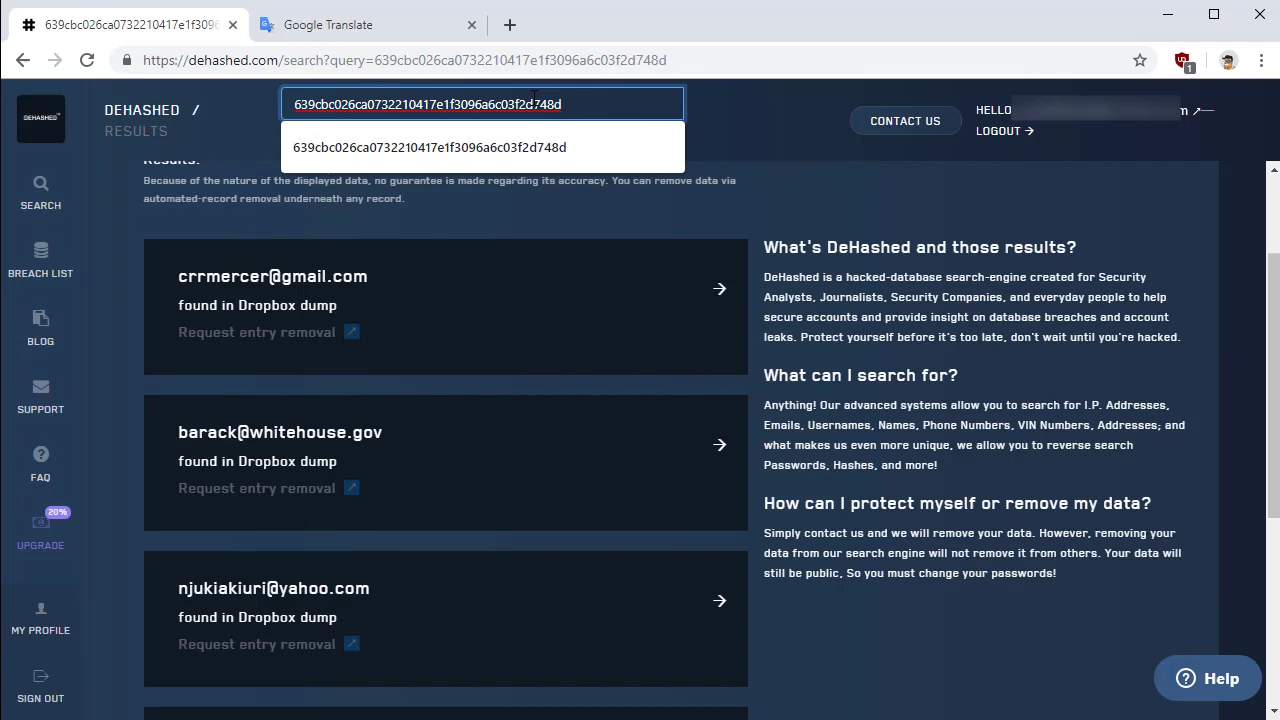 639cbc026ca0732210417e1f3096
Google Translate
https://dehashed.com/search?query=639cbc026ca0732210417e1f3096a6c03f2d748d
1
DEHASHED™
DEHASHED /
RESULTS
639cbc026ca0732210417e1f3096a6c03f2d748d
639cbc026ca0732210417e1f3096a6c03f2d748d
CONTACT US
HELLO
m
LOGOUT →
SEARCH
BREACH LIST
BLOG
SUPPORT
FAQ
20%
UPGRADE
MY PROFILE
SIGN OUT
Results:
Because of the nature of the displayed data, no guarantee is made regarding its accuracy. You can remove data via
automated-record removal underneath any record.
crrmercer@gmail.com
found in Dropbox dump
Request entry removal
barack@whitehouse.gov
found in Dropbox dump
Request entry removal
njukiakiuri@yahoo.com
found in Dropbox dump
Request entry removal
What's DeHashed and those results?
DeHashed is a hacked-database search-engine created for Security
Analysts, Journalists, Security Companies, and everyday people to help
secure accounts and provide insight on database breaches and account
leaks. Protect yourself before it's too late, don't wait until you're hacked.
What can I search for?
Anything! Our advanced systems allow you to search for I.P. Addresses,
Emails, Usernames, Names, Phone Numbers, VIN Numbers, Addresses; and
what makes us even more unique, we allow you to reverse search
Passwords, Hashes, and more!
How can I protect myself or remove my data?
Simply contact us and we will remove your data. However, removing your
data from our search engine will not remove it from others. Your data will
still be public, So you must change your passwords!
Help